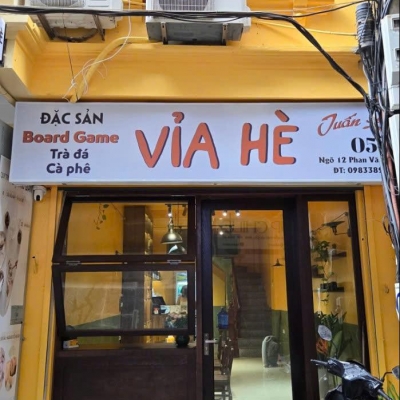 ĐẶC SẢN
Board Game
Trà đá
Cà phê
VỈA HÈ
Tuấn
05
Ngõ 12 Phan Vă
ĐT: 0983385